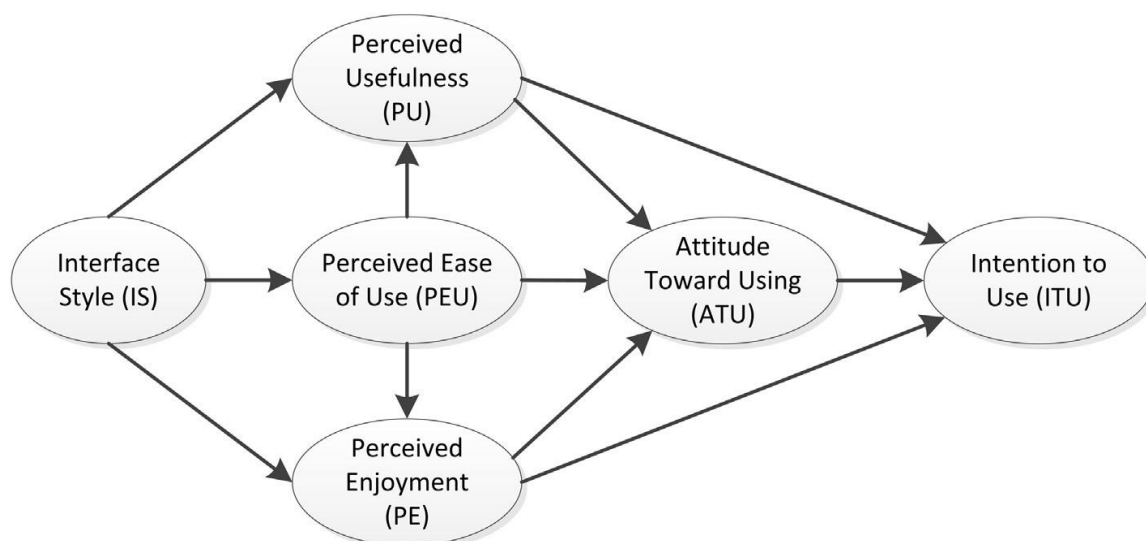 Perceived
Usefulness
(PU)
Interface
Style (IS)
Perceived Ease
of Use (PEU)
Attitude
Toward Using
(ATU)
Intention to
Use (ITU)
Perceived
Enjoyment
(PE)